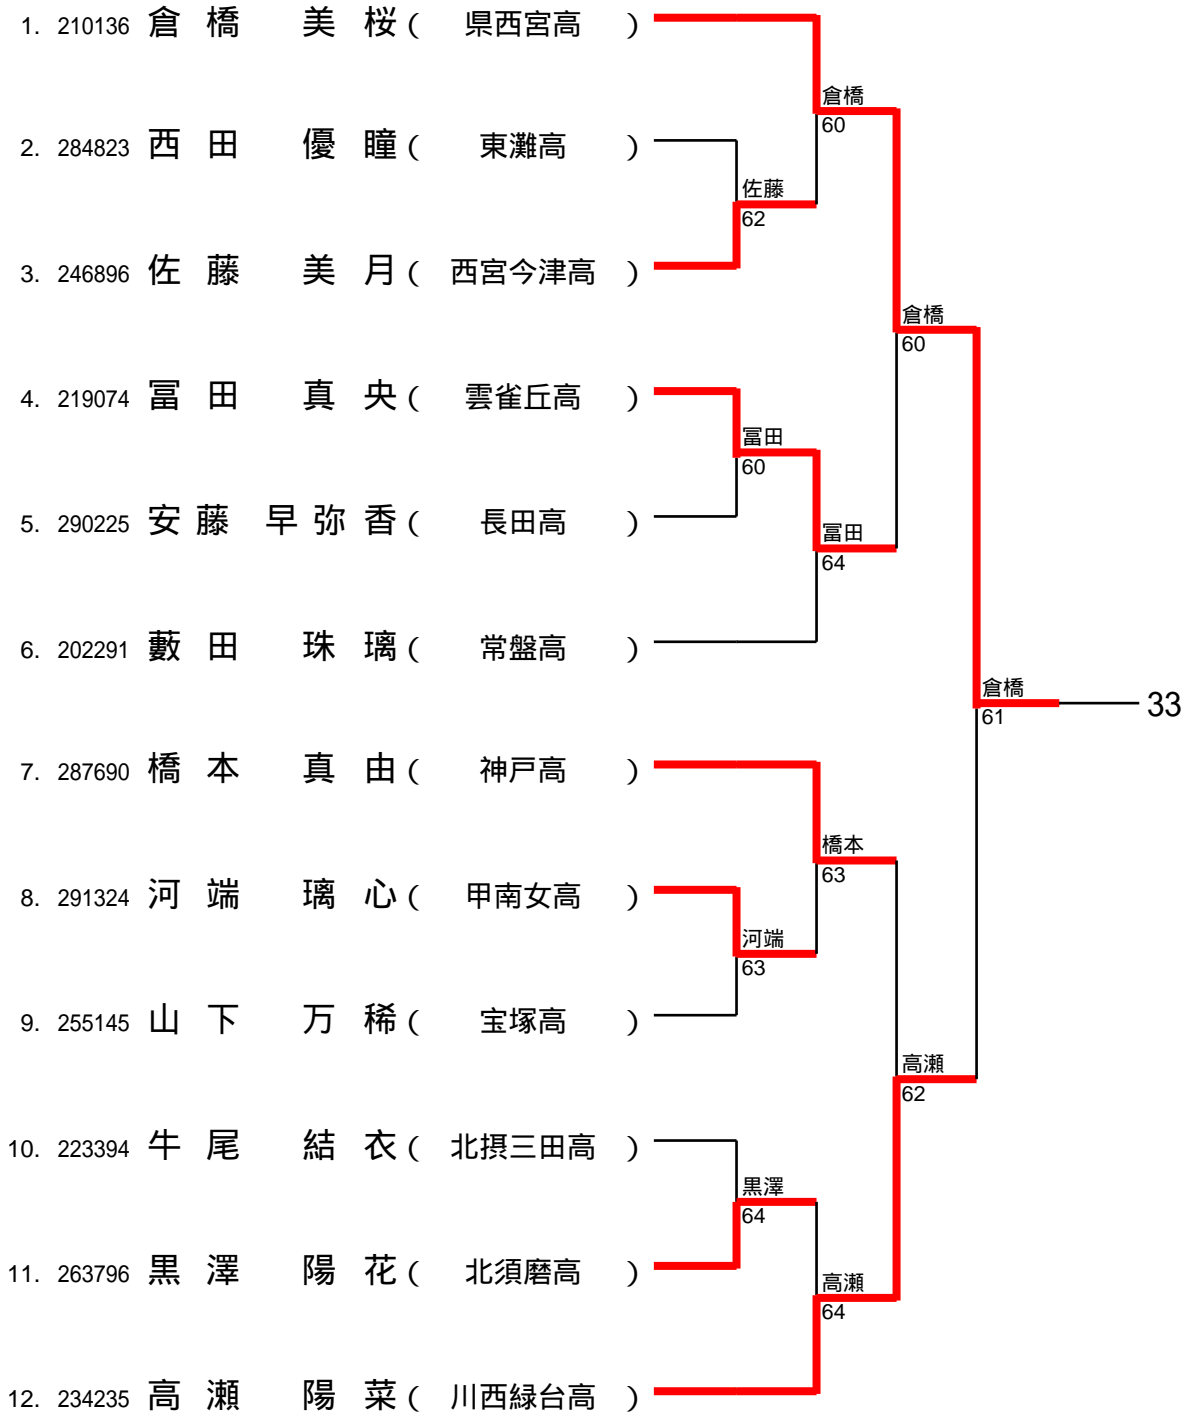 1. 210136 倉橋 美桜 ( 県西宮高 )
倉橋
60
2. 284823 西田 優瞳 ( 東灘高 )
佐藤
62
3. 246896 佐藤 美月 ( 西宮今津高 )
倉橋
60
4. 219074 冨田 真央 ( 雲雀丘高 )
冨田
60
5. 290225 安藤 早弥香 ( 長田高 )
冨田
64
6. 202291 藪田 珠璃 ( 常盤高 )
倉橋
61
33
7. 287690 橋本 真由 ( 神戸高 )
橋本
63
8. 291324 河端 璃心 ( 甲南女高 )
河端
63
9. 255145 山下 万稀 ( 宝塚高 )
高瀬
62
10. 223394 牛尾 結衣 ( 北摂三田高 )
黒澤
64
11. 263796 黒澤 陽花 ( 北須磨高 )
高瀬
64
12. 234235 高瀬 陽菜 ( 川西緑台高 )